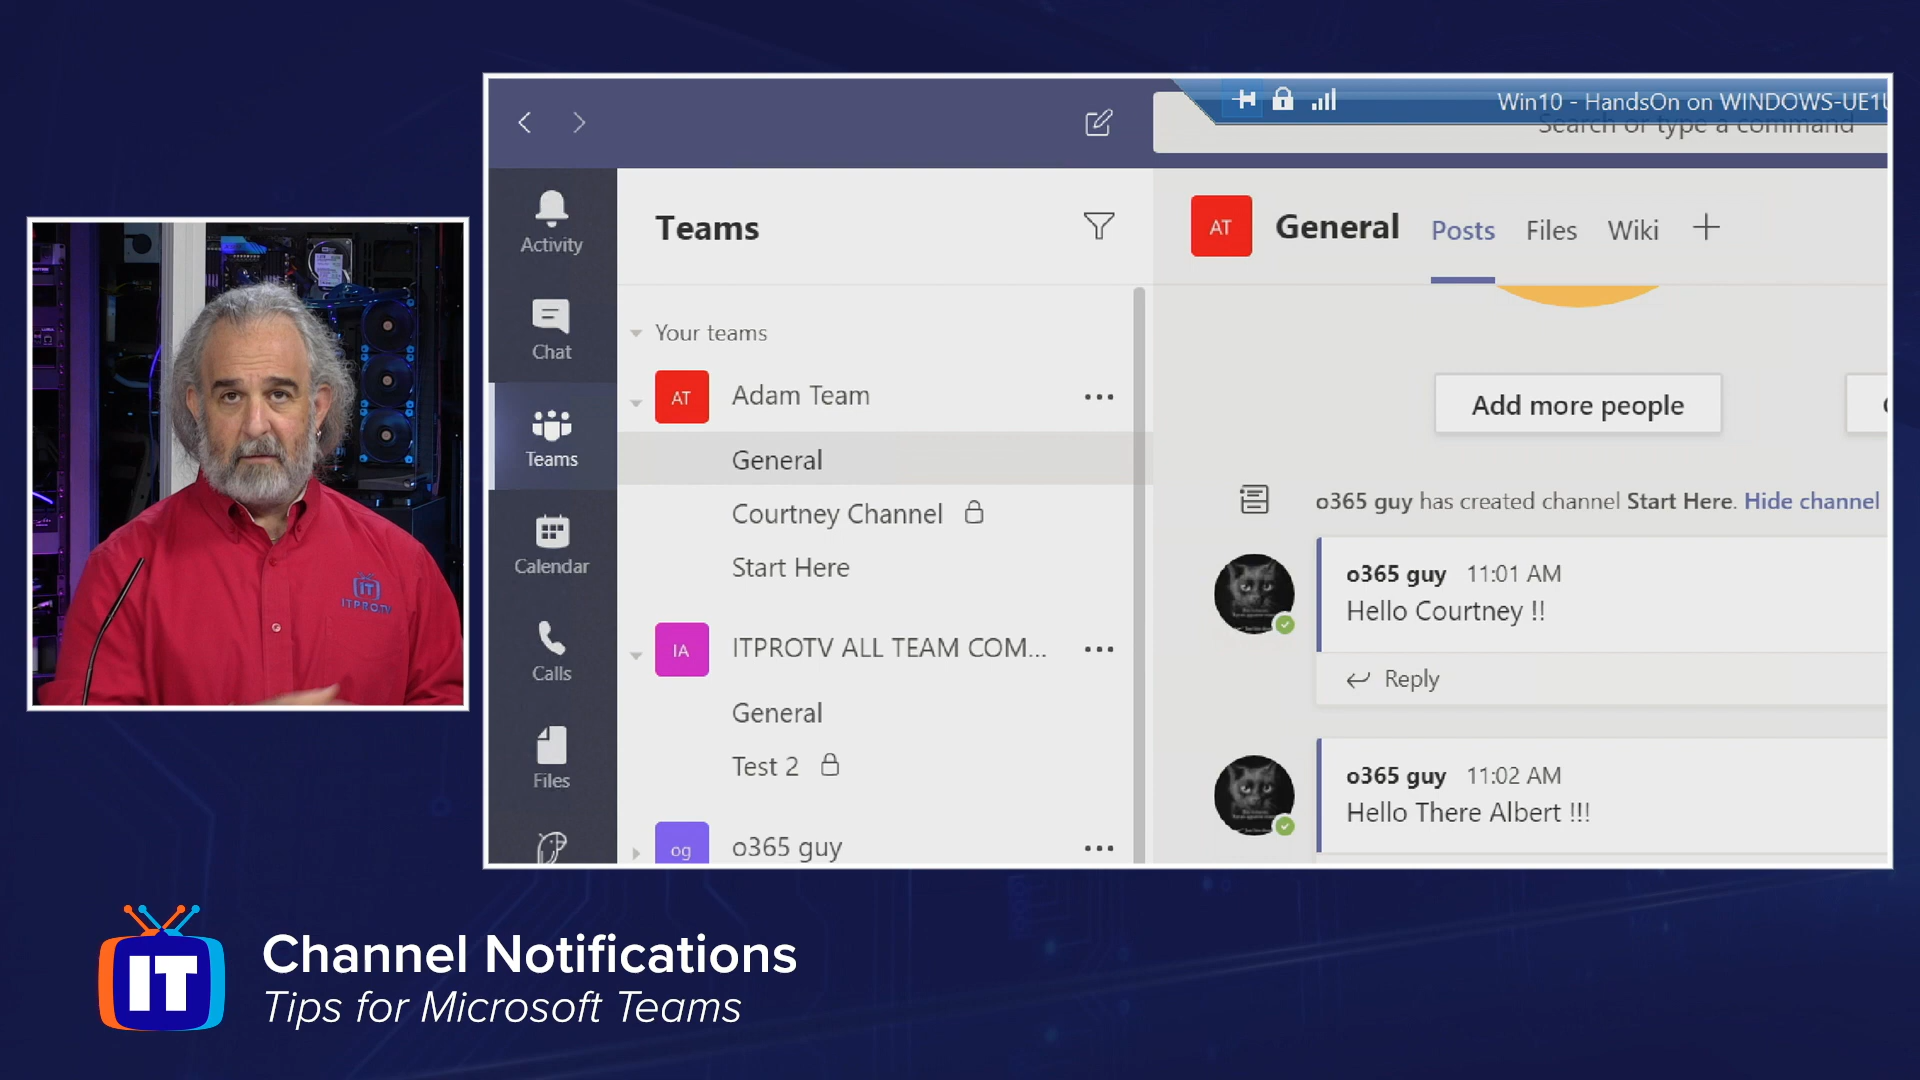 Win10 - HandsOn on WINDOWS-UE1U
Search or type a command
Activity
Chat
Teams
Calendar
Calls
Files
Teams
Your teams
AT Adam Team
General
Courtney Channel
Start Here
IA ITPROTV ALL TEAM COM...
General
Test 2
og o365 guy
AT General Posts Files Wiki
Add more people
o365 guy has created channel Start Here. Hide channel
o365 guy 11:01 AM
Hello Courtney !!
Reply
o365 guy 11:02 AM
Hello There Albert !!!
IT
ITPROTV
IT
Channel Notifications
Tips for Microsoft Teams